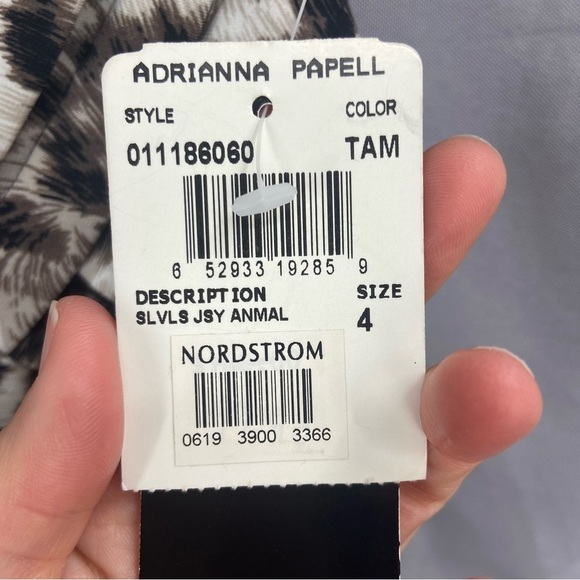 ADRIANNA PAPELL
STYLE COLOR
011186060 TAM
6 52933 19285 9
DESCRIPTION SIZE
SLVLS JSY ANMAL 4
NORDSTROM
0619 3900 3366